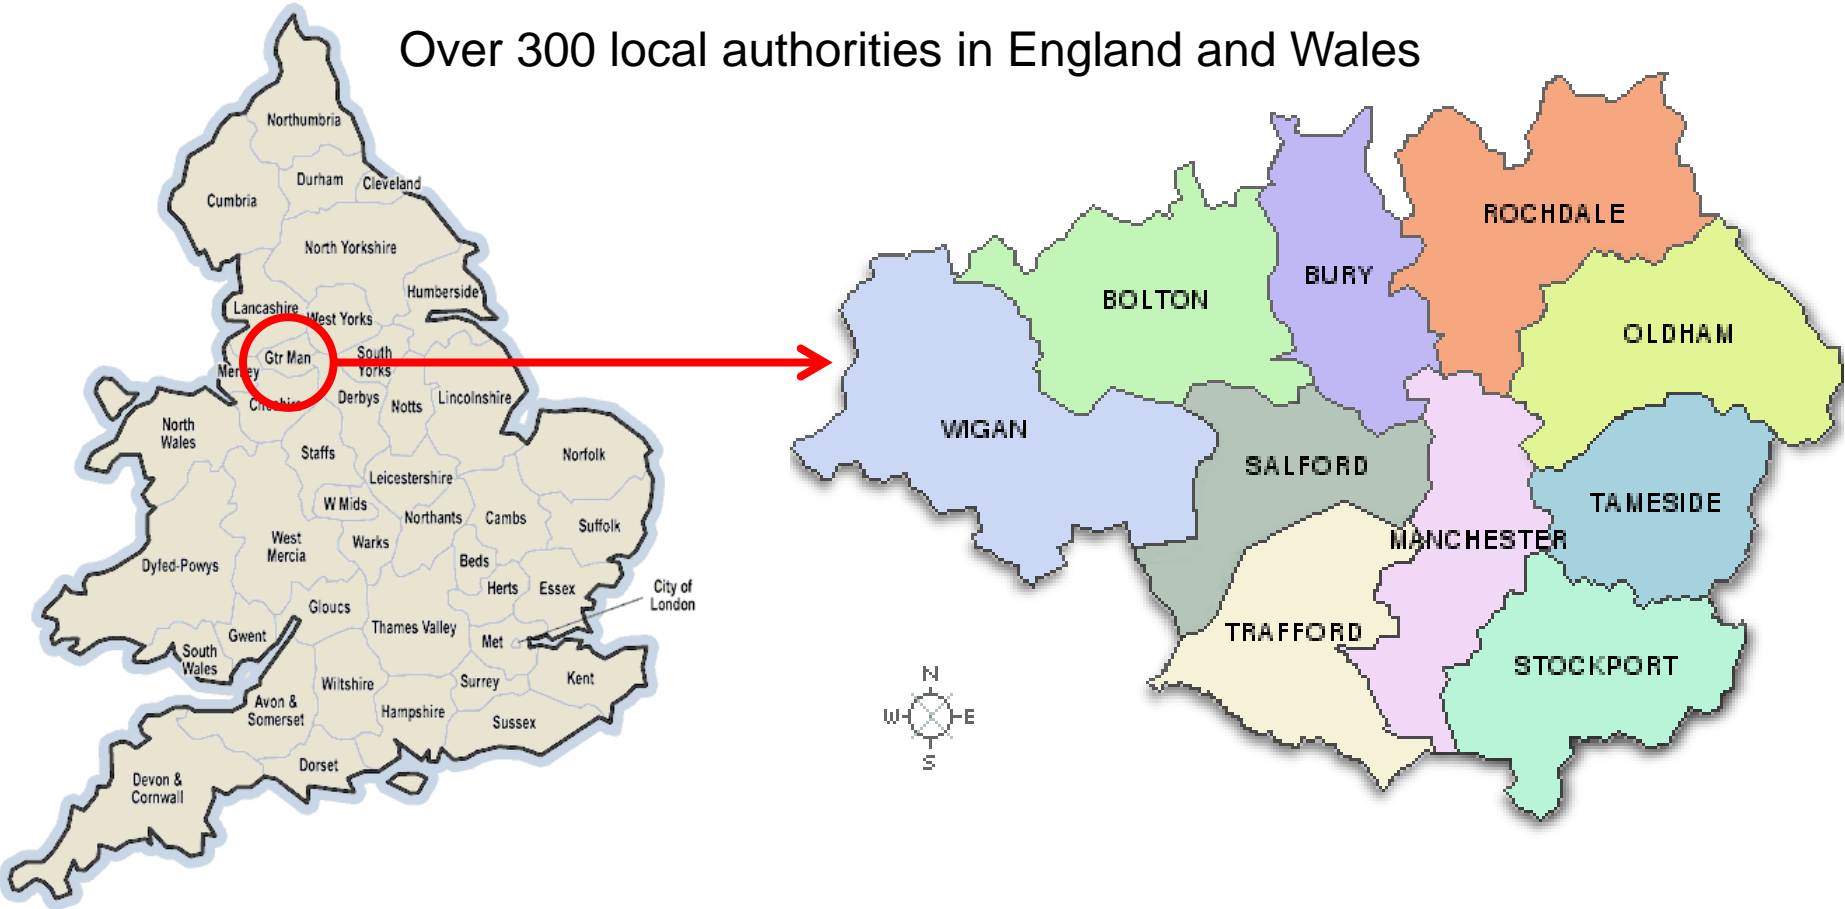 Over 300 local authorities in England and Wales
Northumbria
Durham
Cleveland
Cumbria
North Yorkshire
Humberside
Lancashire
West Yorks
Gtr Man
South
Yorks
Mersey
Cheshire
Derbys
Notts
Lincolnshire
North
Wales
Staffs
Leicestershire
Norfolk
W Mids
Northants
Cambs
Suffolk
West
Mercia
Warks
Dyfed-Powys
Beds
Herts
Essex
City of
London
Gloucs
Gwent
Thames Valley
Met
South
Wales
Wiltshire
Surrey
Kent
Avon &
Somerset
Hampshire
Sussex
Dorset
Devon &
Cornwall
ROCHDALE
BURY
BOLTON
OLDHAM
WIGAN
SALFORD
TAMESIDE
MANCHESTER
TRAFFORD
STOCKPORT
N
W E
S